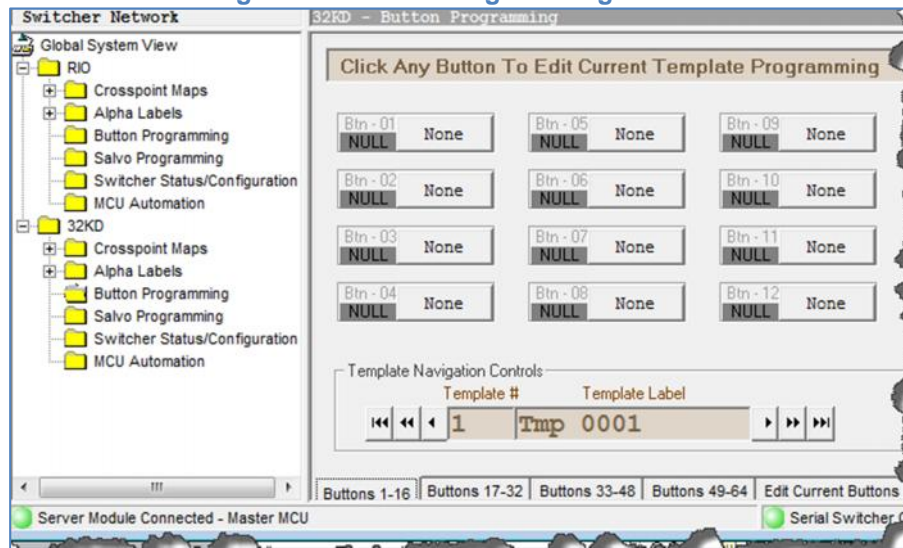 Switcher Network
32KD - Button Programming
Global System View
RIO
Crosspoint Maps
Alpha Labels
Button Programming
Salvo Programming
Switcher Status/Configuration
MCU Automation
32KD
Crosspoint Maps
Alpha Labels
Button Programming
Salvo Programming
Switcher Status/Configuration
MCU Automation
Click Any Button To Edit Current Template Programming
Btn - 01 NULL None
Btn - 05 NULL None
Btn - 09 NULL None
Btn - 02 NULL None
Btn - 06 NULL None
Btn - 10 NULL None
Btn - 03 NULL None
Btn - 07 NULL None
Btn - 11 NULL None
Btn - 04 NULL None
Btn - 08 NULL None
Btn - 12 NULL None
Template Navigation Controls
Template # Template Label
1 Tmp 0001
Buttons 1-16 Buttons 17-32 Buttons 33-48 Buttons 49-64 Edit Current Buttons
Server Module Connected - Master MCU
Serial Switcher